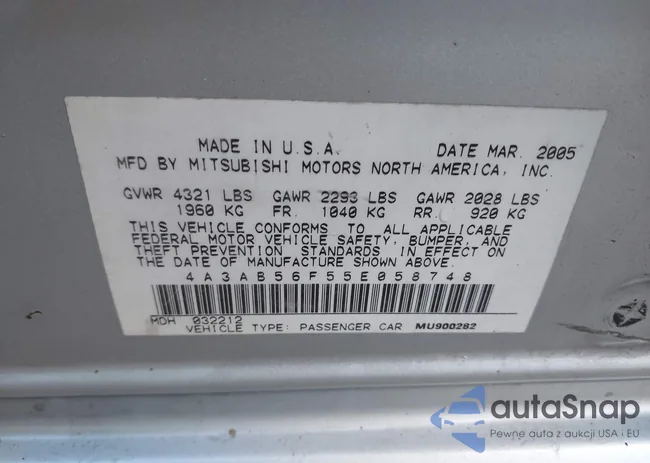 MADE IN U.S.A. DATE MAR. 2005
MFD BY MITSUBISHI MOTORS NORTH AMERICA, INC.
GVWR 4321 LBS GAWR 2293 LBS GAWR 2028 LBS
1960 KG FR. 1040 KG RR. 920 KG
THIS VEHICLE CONFORMS TO ALL APPLICABLE
FEDERAL MOTOR VEHICLE SAFETY, BUMPER, AND
THEFT PREVENTION STANDARDS IN EFFECT ON
THE DATE OF MANUFACTURE SHOWN ABOVE.
4A3AB56F55E058748
MDH 032212
VEHICLE TYPE: PASSENGER CAR MU900282
autaSnap
Pewne auta z aukcji USA i EU